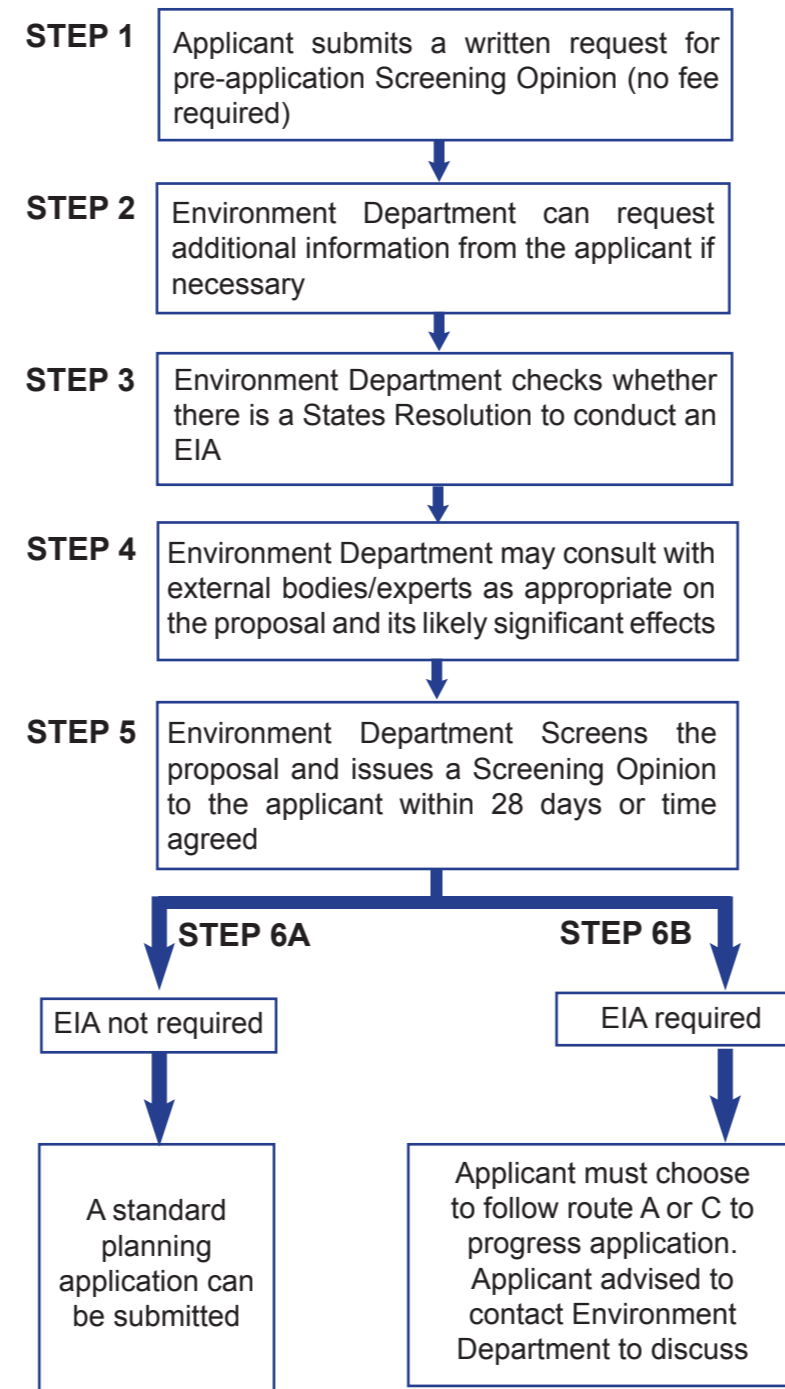 STEP 1
Applicant submits a written request for
pre-application Screening Opinion (no fee
required)
STEP 2
Environment Department can request
additional information from the applicant if
necessary
STEP 3
Environment Department checks whether
there is a States Resolution to conduct an
EIA
STEP 4
Environment Department may consult with
external bodies/experts as appropriate on
the proposal and its likely significant effects
STEP 5
Environment Department Screens the
proposal and issues a Screening Opinion
to the applicant within 28 days or time
agreed
STEP 6A
EIA not required
A standard
planning
application can
be submitted
STEP 6B
EIA required
Applicant must choose
to follow route A or C to
progress application.
Applicant advised to
contact Environment
Department to discuss